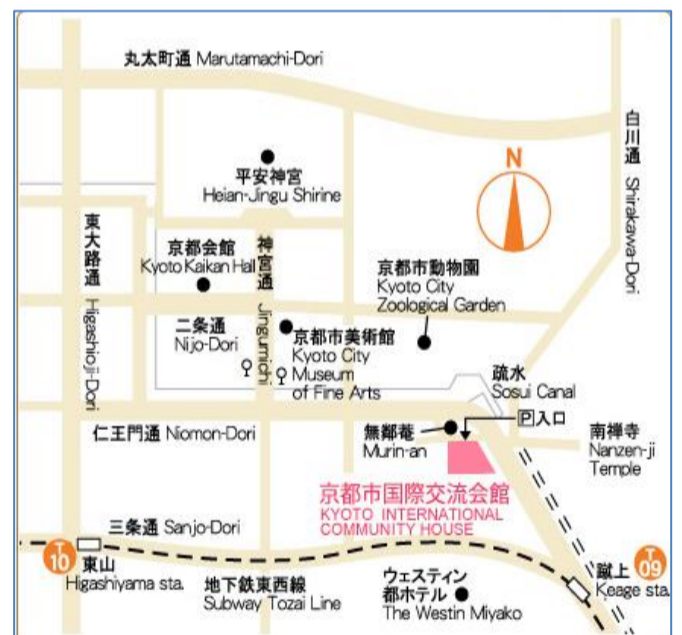 丸太町通 Marutamachi-Dori
白川通 Shirakawa-Dori
N
平安神宮
Heian-Jingu Shirine
東大路通 Higashioji-Dori
京都会館
Kyoto Kaikan Hall
神宮通 Jingumichi
京都市動物園
Kyoto City
Zoological Garden
二条通
Nijo-Dori
京都市美術館
Kyoto City
Museum
of Fine Arts
疏水
Sosui Canal
P入口
仁王門通 Niomon-Dori
無鄰菴
Murin-an
南禅寺
Nanzen-ji
Temple
京都市国際交流会館
KYOTO INTERNATIONAL
COMMUNITY HOUSE
三条通 Sanjo-Dori
T
10
東山
Higashiyama sta.
地下鉄東西線
Subway Tozai Line
ウェスティン
都ホテル
The Westin Miyako
T
09
蹴上
Keage sta.